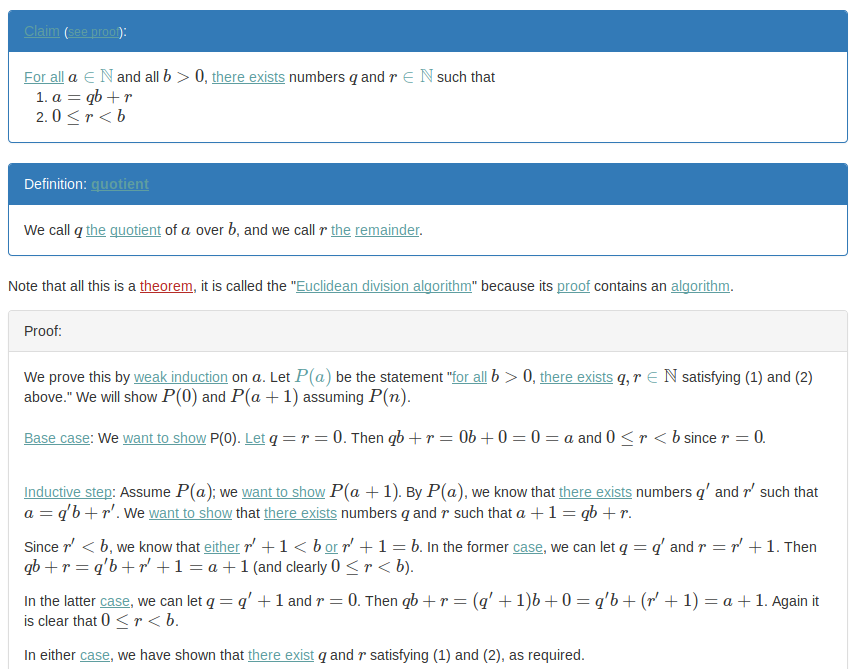 Claim (see proof):
For all a ∈ ℕ and all b > 0, there exists numbers q and r ∈ ℕ such that
1. a = qb + r
2. 0 ≤ r < b
Definition: quotient
We call q the quotient of a over b, and we call r the remainder.
Note that all this is a theorem, it is called the "Euclidean division algorithm" because its proof contains an algorithm.
Proof:
We prove this by weak induction on a. Let P(a) be the statement "for all b > 0, there exists q, r ∈ ℕ satisfying (1) and (2)
above." We will show P(0) and P(a + 1) assuming P(n).
Base case: We want to show P(0). Let q = r = 0. Then qb + r = 0b + 0 = 0 = a and 0 ≤ r < b since r = 0.
Inductive step: Assume P(a); we want to show P(a + 1). By P(a), we know that there exists numbers q′ and r′ such that
a = q′b + r′. We want to show that there exists numbers q and r such that a + 1 = qb + r.
Since r′ < b, we know that either r′ + 1 < b or r′ + 1 = b. In the former case, we can let q = q′ and r = r′ + 1. Then
qb + r = q′b + r′ + 1 = a + 1 (and clearly 0 ≤ r < b).
In the latter case, we can let q = q′ + 1 and r = 0. Then qb + r = (q′ + 1)b + 0 = q′b + (r′ + 1) = a + 1. Again it
is clear that 0 ≤ r < b.
In either case, we have shown that there exist q and r satisfying (1) and (2), as required.